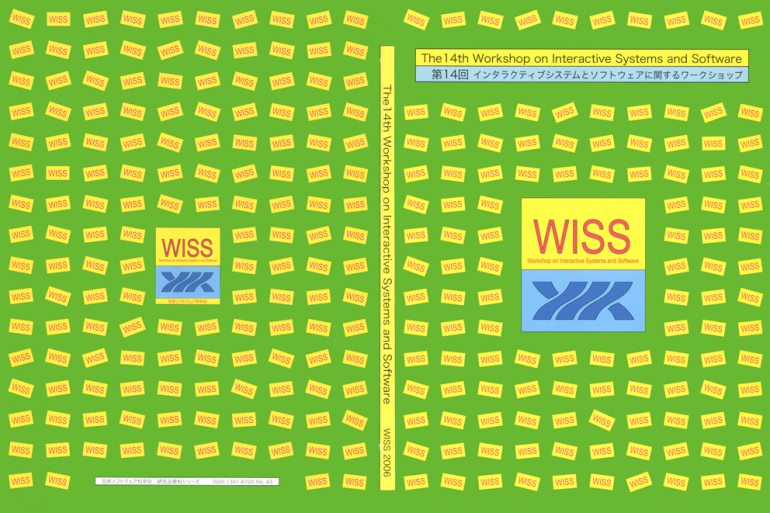 The 14th Workshop on Interactive Systems and Software
第14回 インタラクティブシステムとソフトウェアに関するワークショップ
WISS
Workshop on Interactive Systems and Software
The 14th Workshop on Interactive Systems and Software WISS 2006
WISS
Workshop on Interactive Systems and Software
日本ソフトウェア科学会
日本ソフトウェア科学会 研究会資料シリーズ ISSN 1341-870X No. 43